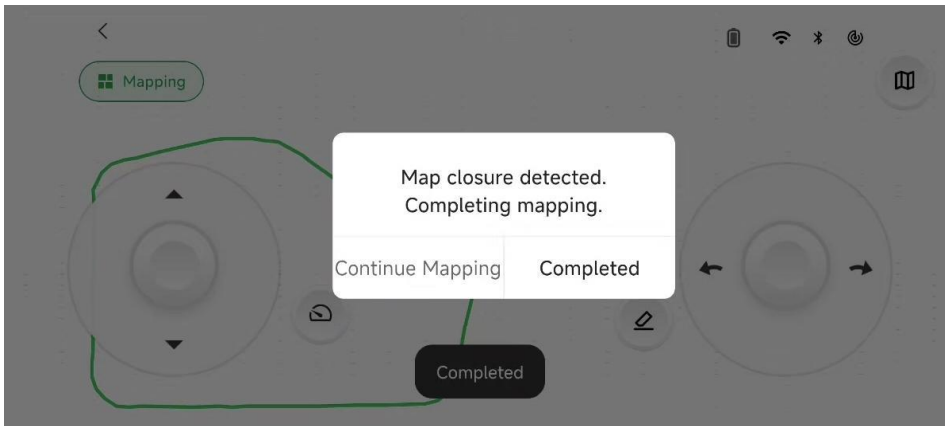 Mapping
Map closure detected.
Completing mapping.
Continue Mapping
Completed
Completed